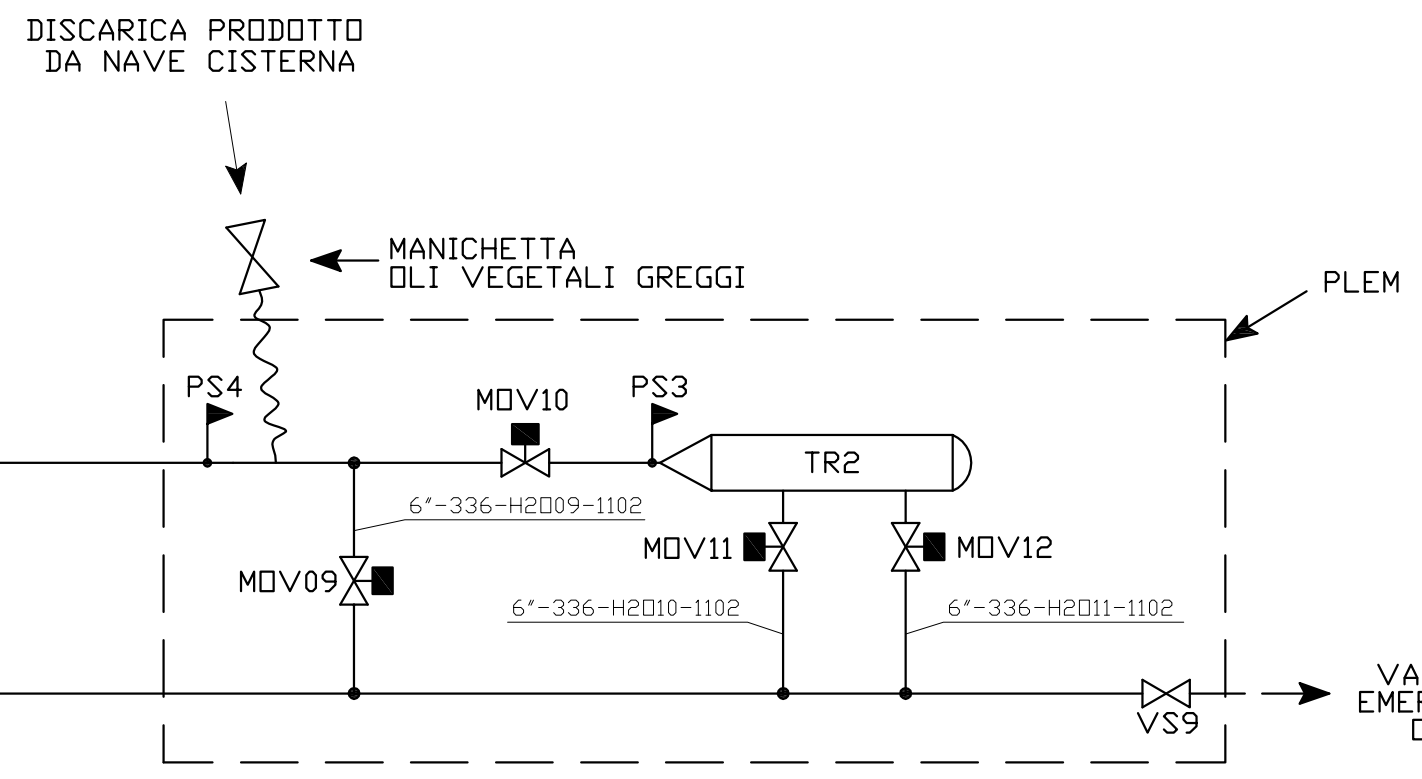 DISCARICA PRODOTTO
DA NAVE CISTERNA
MANICHETTA
OLI VEGETALI GREGGI
PLEM
PS4
MOV10
PS3
TR2
6"-336-H2O09-1102
MOV11
MOV12
MOV09
6"-336-H2O10-1102
6"-336-H2O11-1102
VS9